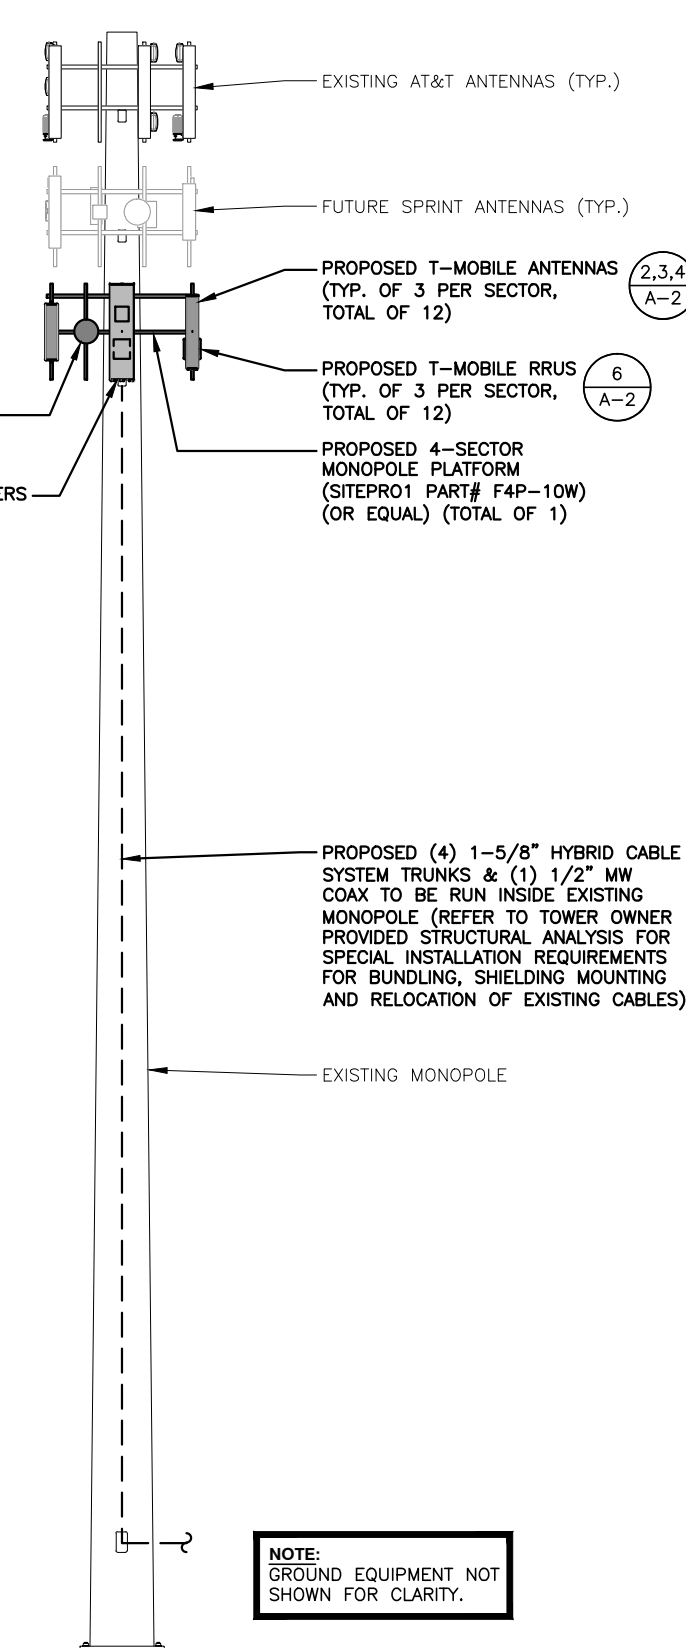 EXISTING AT&T ANTENNAS (TYP.)
FUTURE SPRINT ANTENNAS (TYP.)
PROPOSED T-MOBILE ANTENNAS
(TYP. OF 3 PER SECTOR,
TOTAL OF 12)
2,3,4
A-2
PROPOSED T-MOBILE RRUS
(TYP. OF 3 PER SECTOR,
TOTAL OF 12)
6
A-2
PROPOSED 4-SECTOR
MONOPOLE PLATFORM
(SITEPRO1 PART# F4P-10W)
(OR EQUAL) (TOTAL OF 1)
ERS
PROPOSED (4) 1-5/8" HYBRID CABLE
SYSTEM TRUNKS & (1) 1/2" MW
COAX TO BE RUN INSIDE EXISTING
MONOPOLE (REFER TO TOWER OWNER
PROVIDED STRUCTURAL ANALYSIS FOR
SPECIAL INSTALLATION REQUIREMENTS
FOR BUNDLING, SHIELDING MOUNTING
AND RELOCATION OF EXISTING CABLES)
EXISTING MONOPOLE
NOTE:
GROUND EQUIPMENT NOT
SHOWN FOR CLARITY.